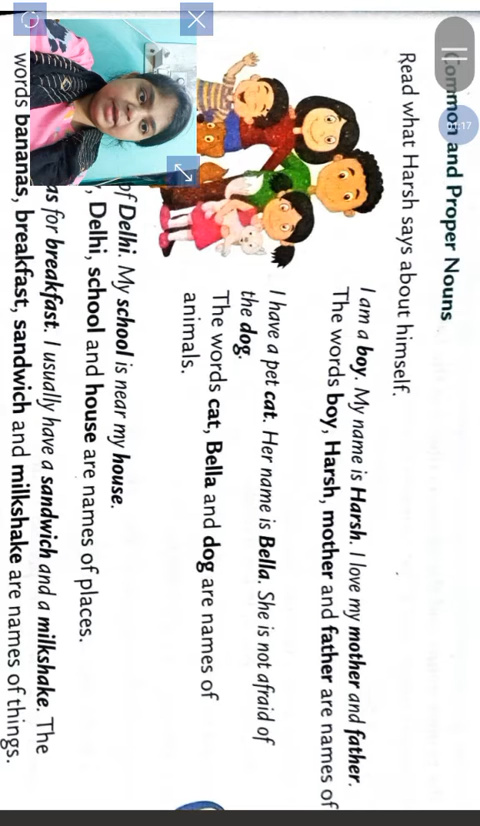 Common and Proper Nouns
Read what Harsh says about himself.
I am a boy. My name is Harsh. I love my mother and father.
The words boy, Harsh, mother and father are names of
I have a pet cat. Her name is Bella. She is not afraid of
the dog.
The words cat, Bella and dog are names of
animals.
of Delhi. My school is near my house.
, Delhi, school and house are names of places.
as for breakfast. I usually have a sandwich and a milkshake. The
words bananas, breakfast, sandwich and milkshake are names of things.